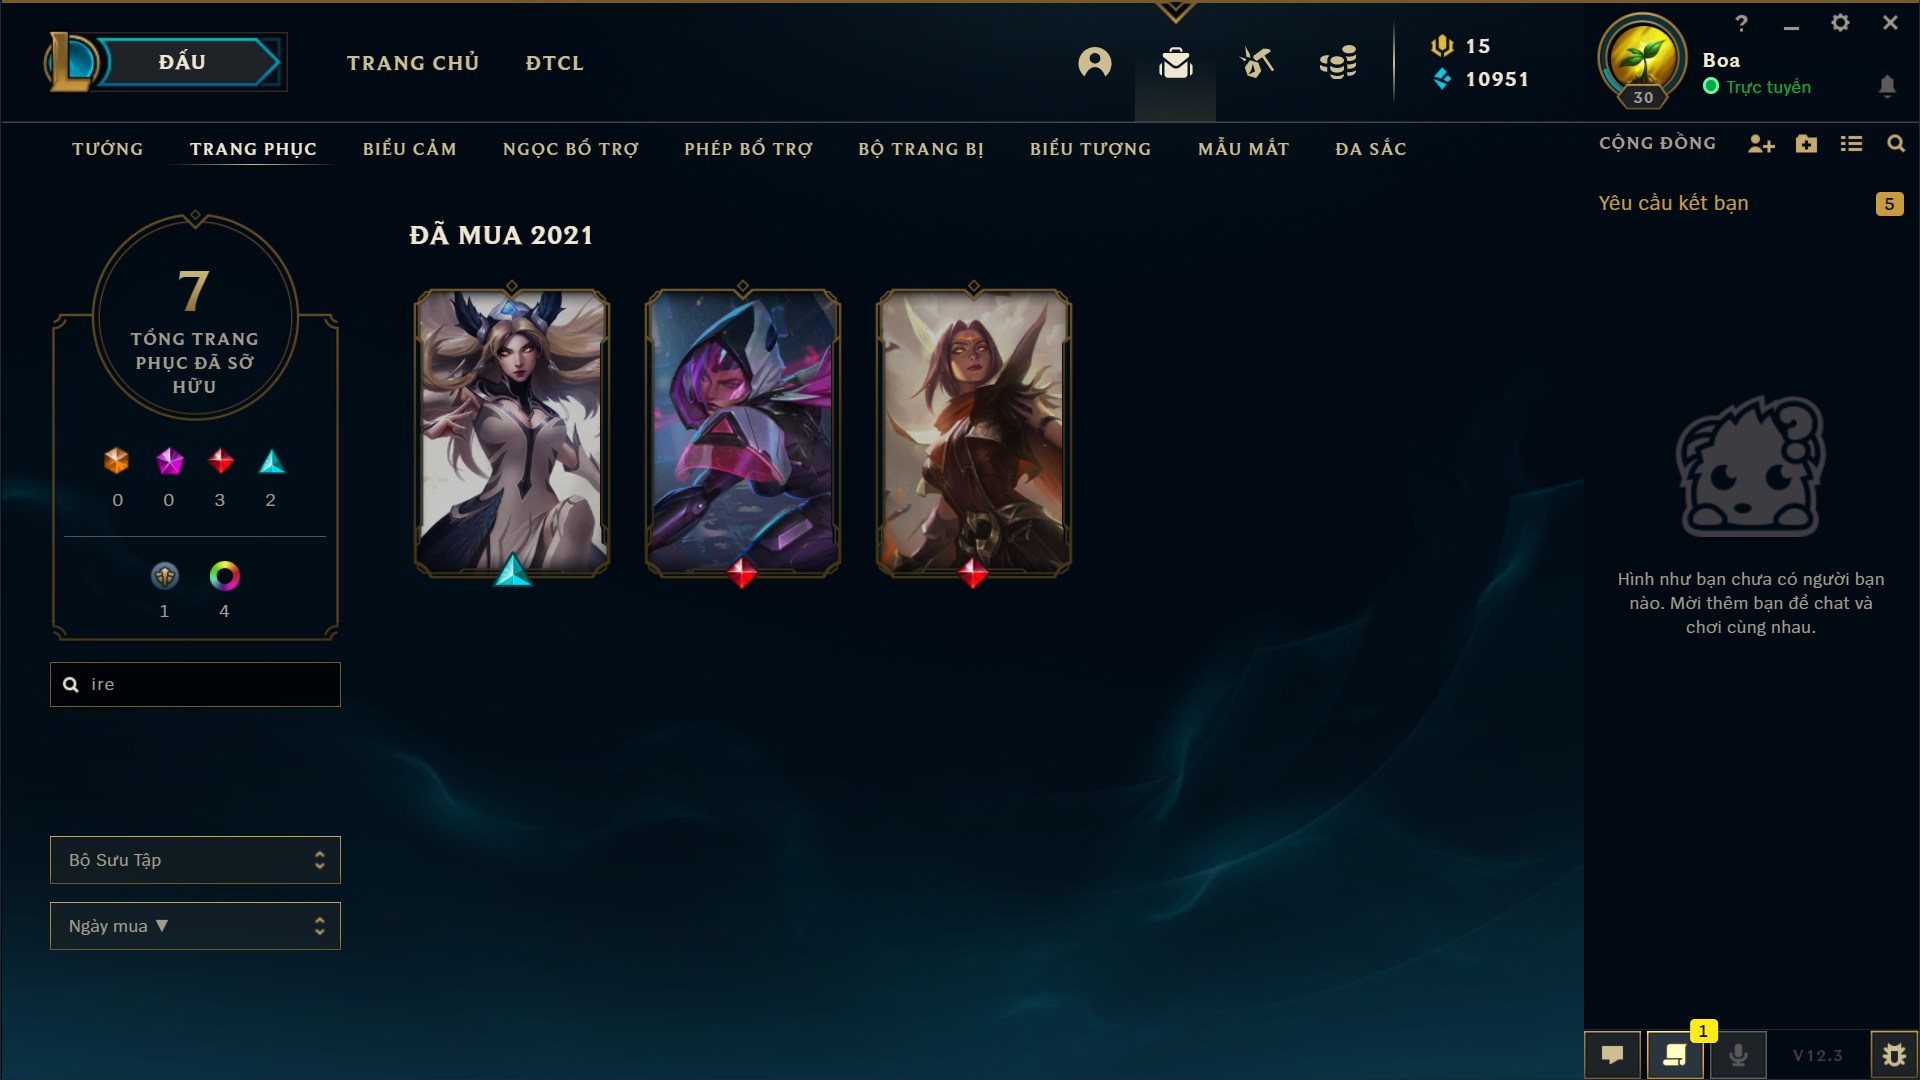 ĐẤU
TRANG CHỦ
ĐTCL
15
10951
?
Boa
Trực tuyến
30
TƯỚNG
TRANG PHỤC
BIỂU CẢM
NGỌC BỔ TRỢ
PHÉP BỔ TRỢ
BỘ TRANG BỊ
BIỂU TƯỢNG
MẪU MẮT
ĐA SẮC
CỘNG ĐỒNG
Yêu cầu kết bạn
5
7
TỔNG TRANG
PHỤC ĐÃ SỠ
HỮU
0
0
3
2
1
4
ire
Bộ Sưu Tập
Ngày mua ▼
ĐÃ MUA 2021
Hình như bạn chưa có người bạn
nào. Mời thêm bạn để chat và
chơi cùng nhau.
1
V12.3